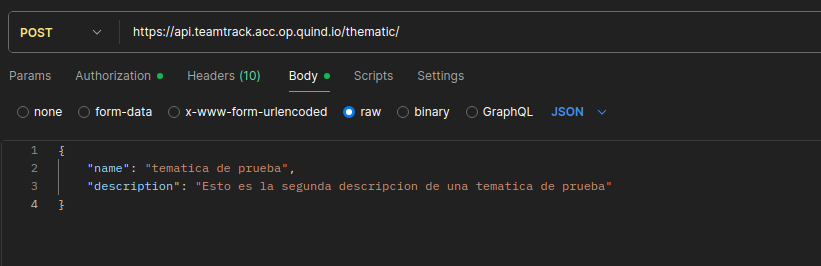 POST https://api.teamtrack.acc.op.quind.io/thematic/
Params Authorization Headers (10) Body Scripts Settings
none form-data x-www-form-urlencoded raw binary GraphQL JSON
1 {
2 "name": "tematica de prueba",
3 "description": "Esto es la segunda descripcion de una tematica de prueba"
4 }